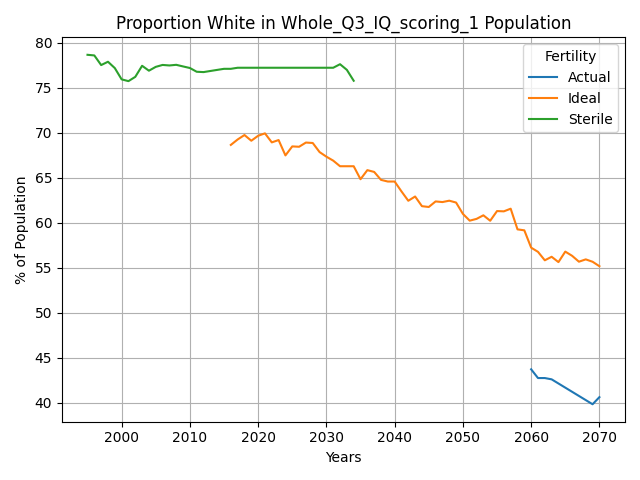 Proportion White in Whole_Q3_IQ_scoring_1 Population
% of Population
80
75
70
65
60
55
50
45
40
Fertility
Actual
Ideal
Sterile
2000 2010 2020 2030 2040 2050 2060 2070
Years